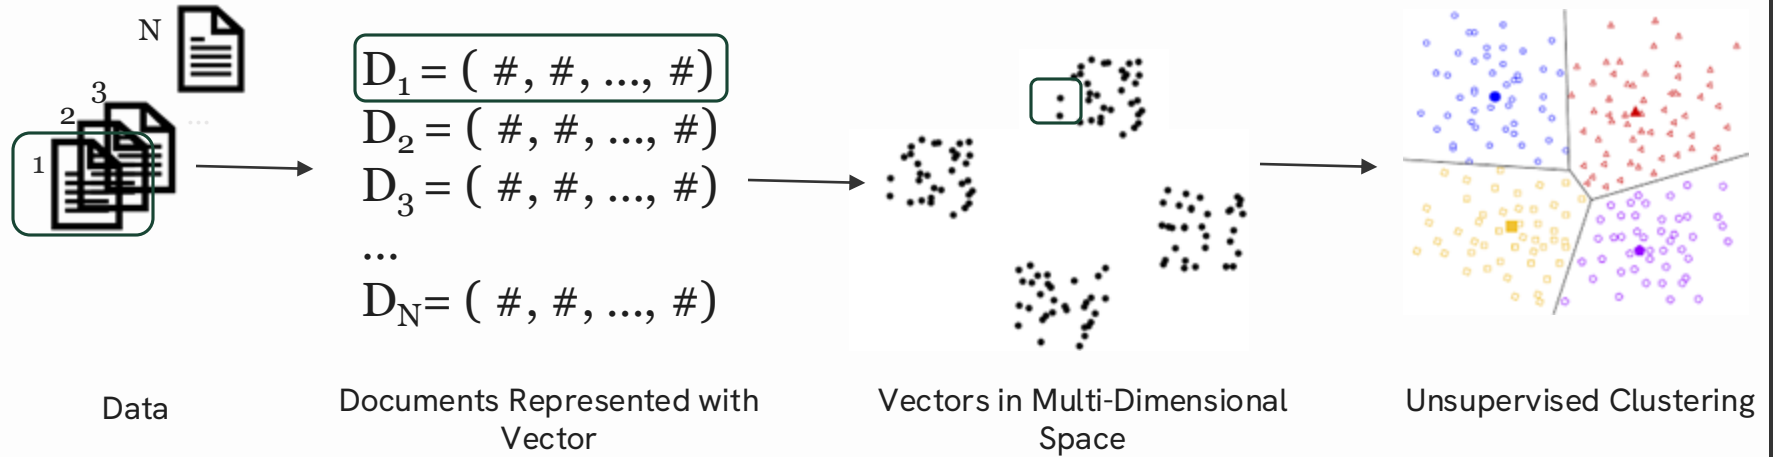 N
3
2
1
...
D1 = ( #, #, ..., #)
D2 = ( #, #, ..., #)
D3 = ( #, #, ..., #)
...
DN= ( #, #, ..., #)
Data
Documents Represented with
Vector
Vectors in Multi-Dimensional
Space
Unsupervised Clustering